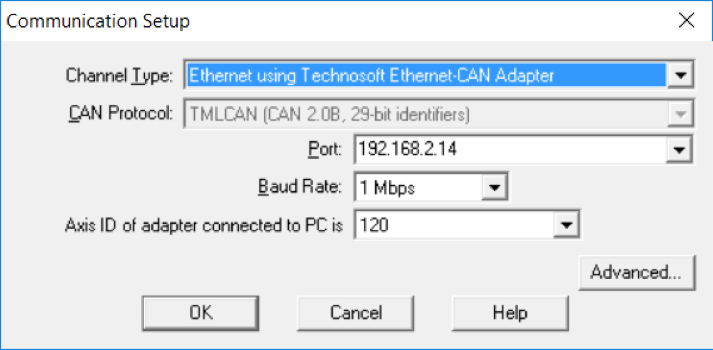 Communication Setup
Channel Type: Ethernet using Technosoft Ethernet-CAN Adapter
CAN Protocol: TMLCAN (CAN 2.0B, 29-bit identifiers)
Port: 192.168.2.14
Baud Rate: 1 Mbps
Axis ID of adapter connected to PC is 120
Advanced...
OK Cancel Help